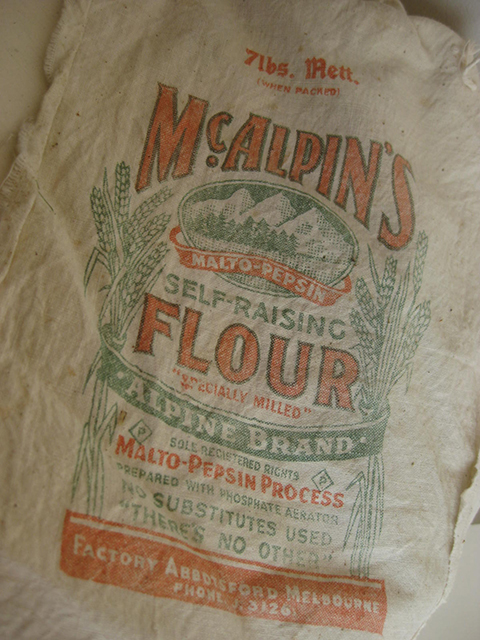 7lbs. Nett.
(WHEN PACKED)
McALPIN'S
MALTO-PEPSIN
SELF-RAISING
FLOUR
"SPECIALLY MILLED"
"ALPINE BRAND"
SOLE REGISTERED RIGHTS
P P
MALTO-PEPSIN PROCESS
PREPARED WITH PHOSPHATE AERATOR
NO SUBSTITUTES USED
"THERE'S NO OTHER"
FACTORY ABBOTSFORD MELBOURNE
PHONE J 5126